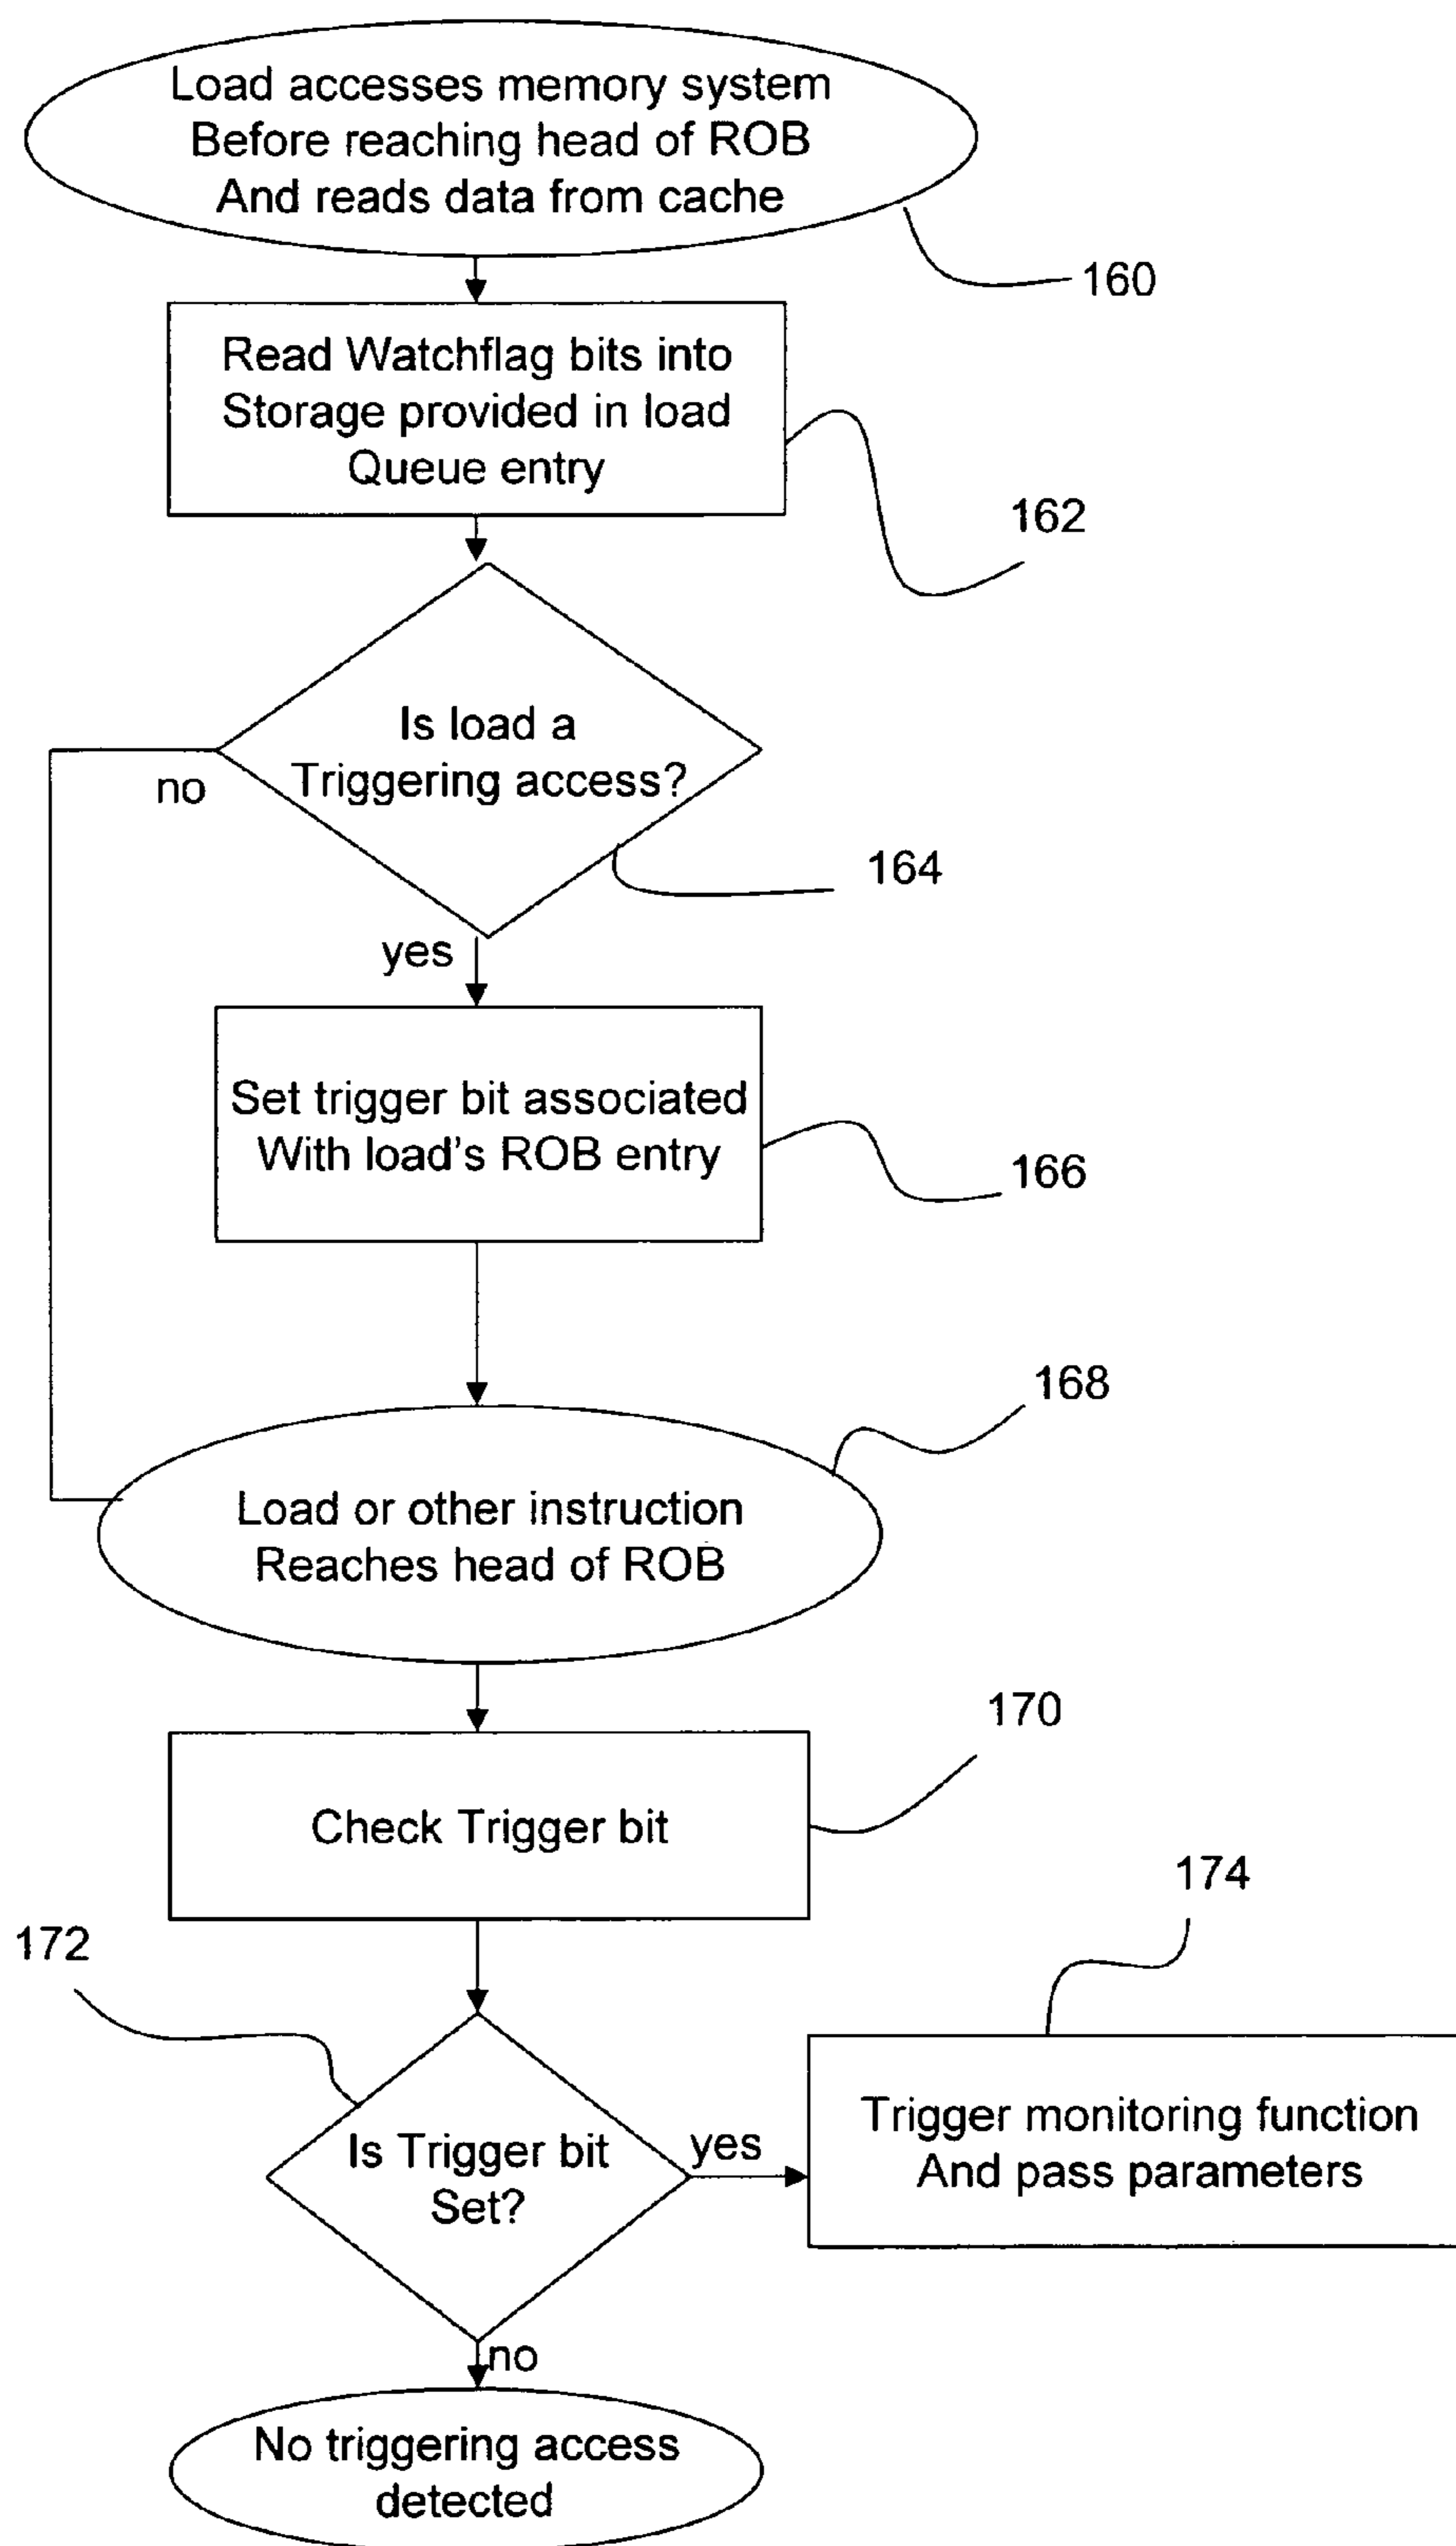 Load accesses memory system
Before reaching head of ROB
And reads data from cache
160
Read Watchflag bits into
Storage provided in load
Queue entry
162
Is load a
Triggering access?
no
164
yes
Set trigger bit associated
With load's ROB entry
166
168
Load or other instruction
Reaches head of ROB
170
Check Trigger bit
174
172
Is Trigger bit
Set?
yes
Trigger monitoring function
And pass parameters
no
No triggering access
detected